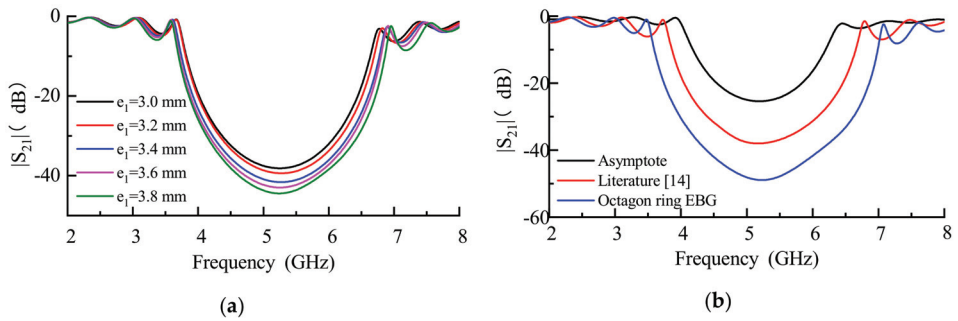 0
-20
-40
|S21|( dB)
e1=3.0 mm
e1=3.2 mm
e1=3.4 mm
e1=3.6 mm
e1=3.8 mm
2 3 4 5 6 7 8
Frequency (GHz)
(a)
0
-20
-40
-60
|S21|( dB)
Asymptote
Literature [14]
Octagon ring EBG
2 3 4 5 6 7 8
Frequency (GHz)
(b)